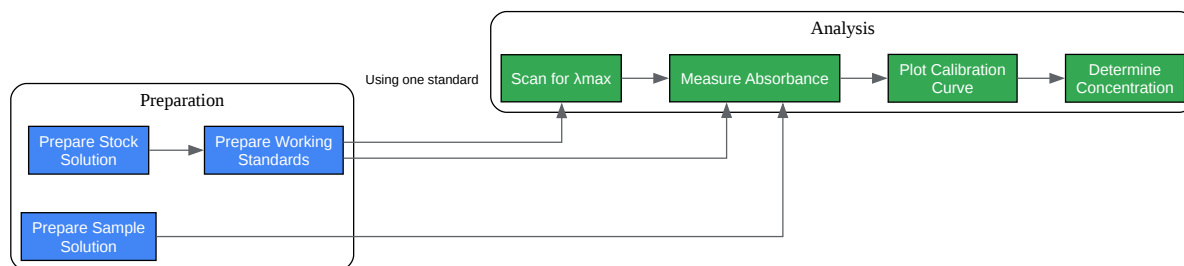 Analysis
Using one standard
Scan for λmax
Measure Absorbance
Plot Calibration
Curve
Determine
Concentration
Preparation
Prepare Stock
Solution
Prepare Working
Standards
Prepare Sample
Solution